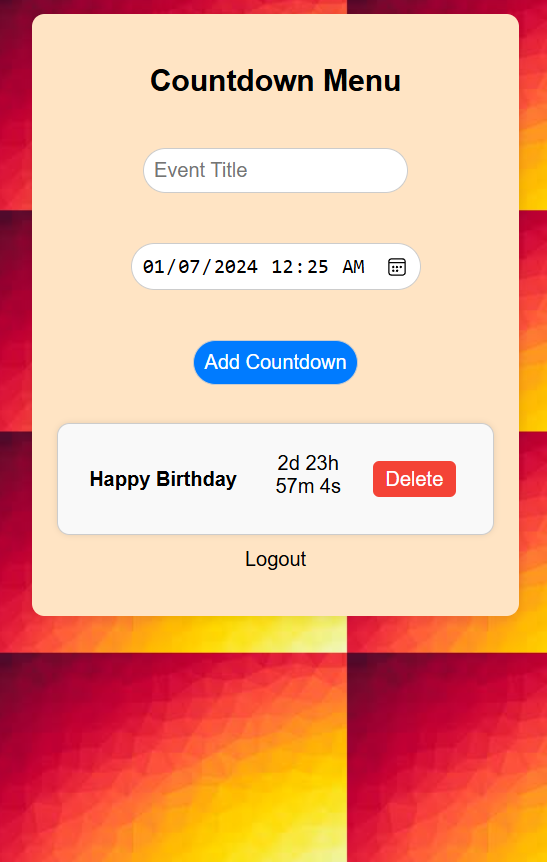 Countdown Menu
Event Title
01/07/2024 12:25 AM
Add Countdown
Happy Birthday
2d 23h
57m 4s
Delete
Logout